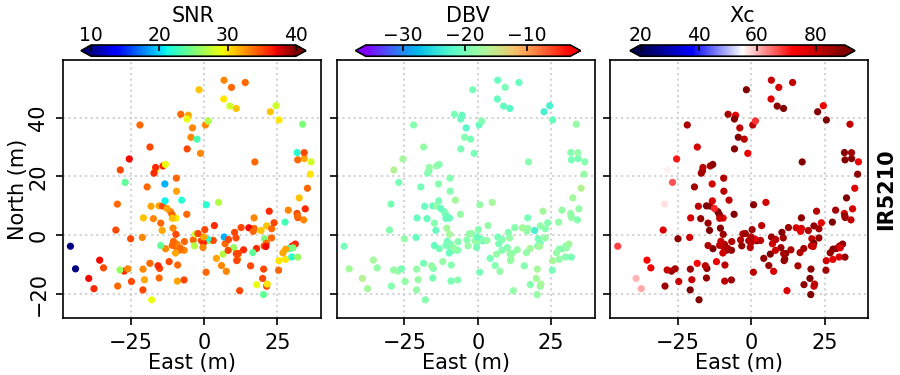 SNR DBV Xc
10 20 30 40 −30 −20 −10 20 40 60 80
North (m)
40
20
0
−20
−25 0 25 −25 0 25 −25 0 25
East (m) East (m) East (m)
IR5210